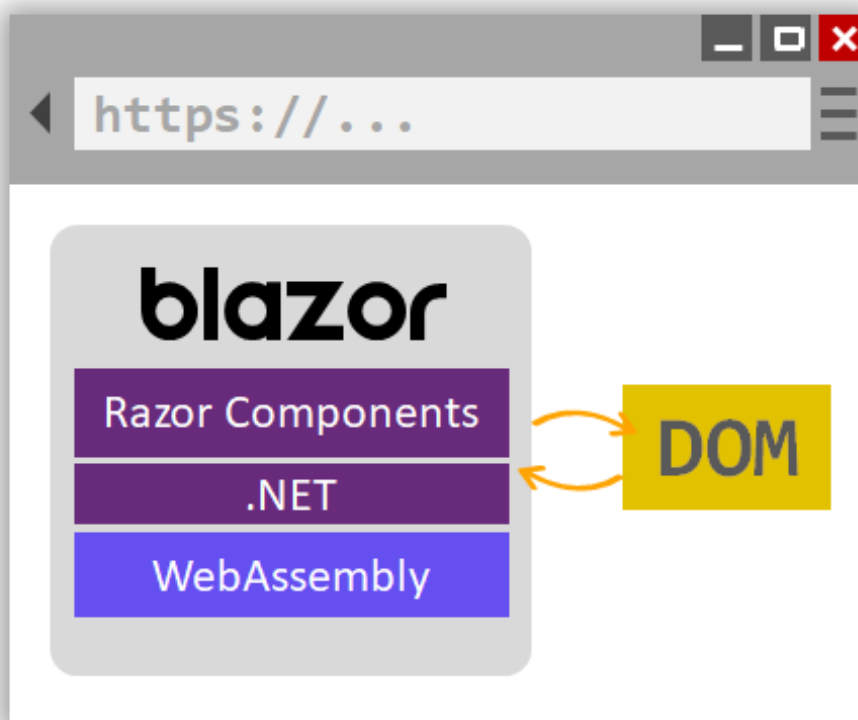 https://...
blazor
Razor Components
.NET
WebAssembly
DOM